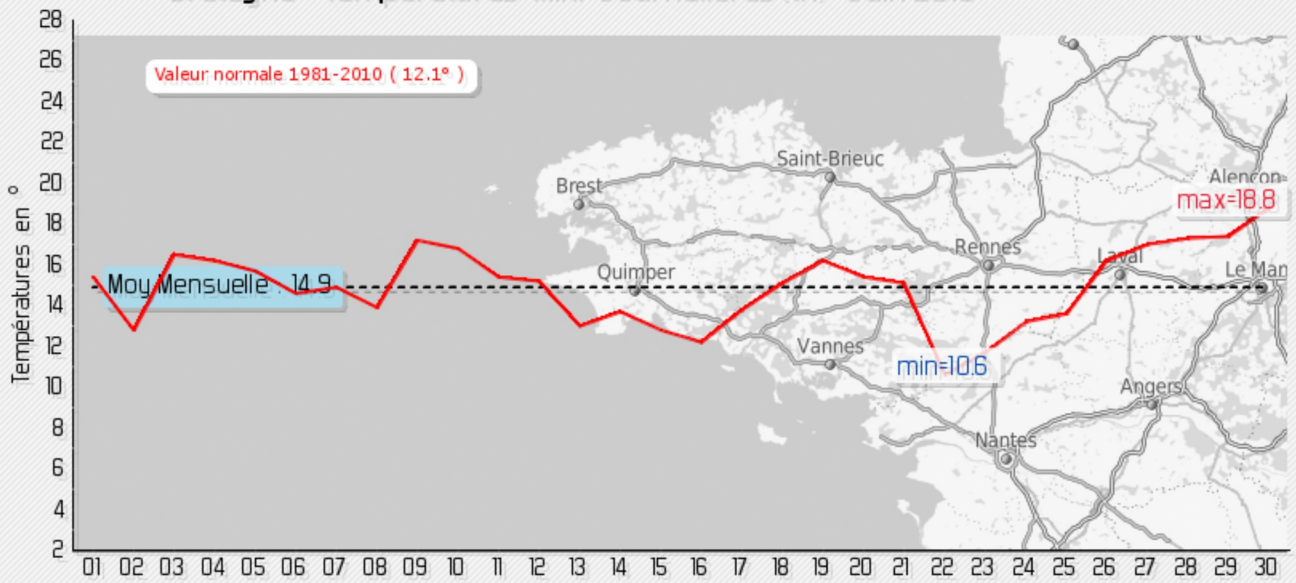 28
26
24
22
20
18
16
14
12
10
8
6
4
2
Températures en °
Valeur normale 1981-2010 ( 12.1° )
Moy Mensuelle : 14.9
max=18.8
min=10.6
Saint-Brieuc
Brest
Alençon
Rennes
Quimper
Laval
Le Man
Vannes
Angers
Nantes
01 02 03 04 05 06 07 08 09 10 11 12 13 14 15 16 17 18 19 20 21 22 23 24 25 26 27 28 29 30